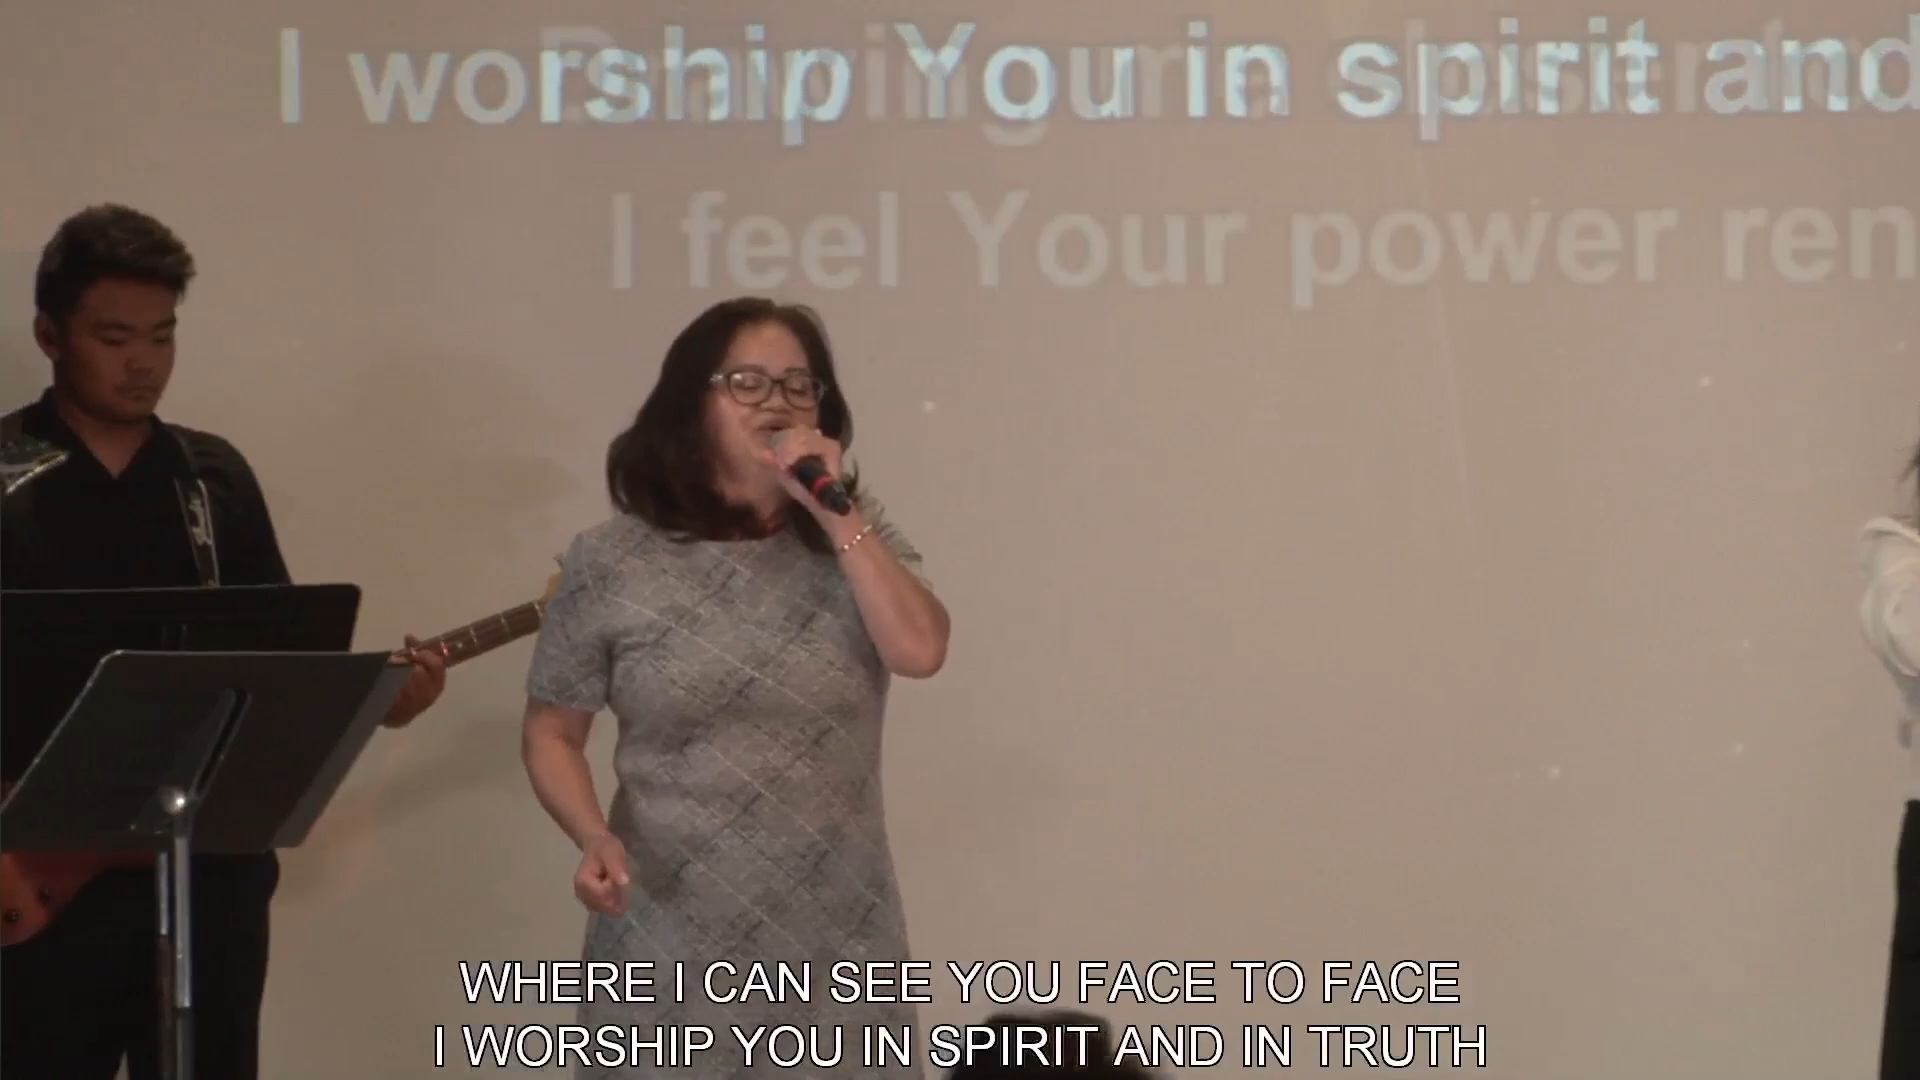 I worship You in spirit and
I feel Your power ren
WHERE I CAN SEE YOU FACE TO FACE
I WORSHIP YOU IN SPIRIT AND IN TRUTH